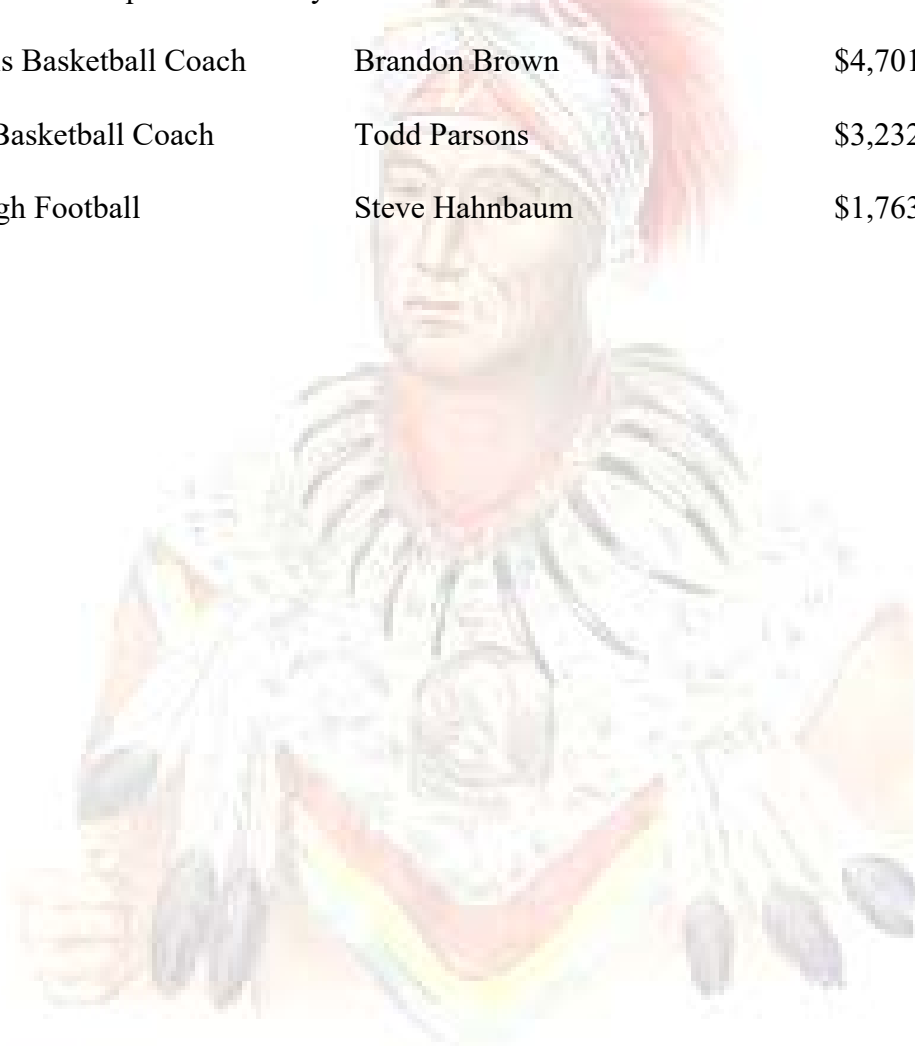 s Basketball Coach Brandon Brown $4,701
Basketball Coach Todd Parsons $3,232
gh Football Steve Hahnbaum $1,763